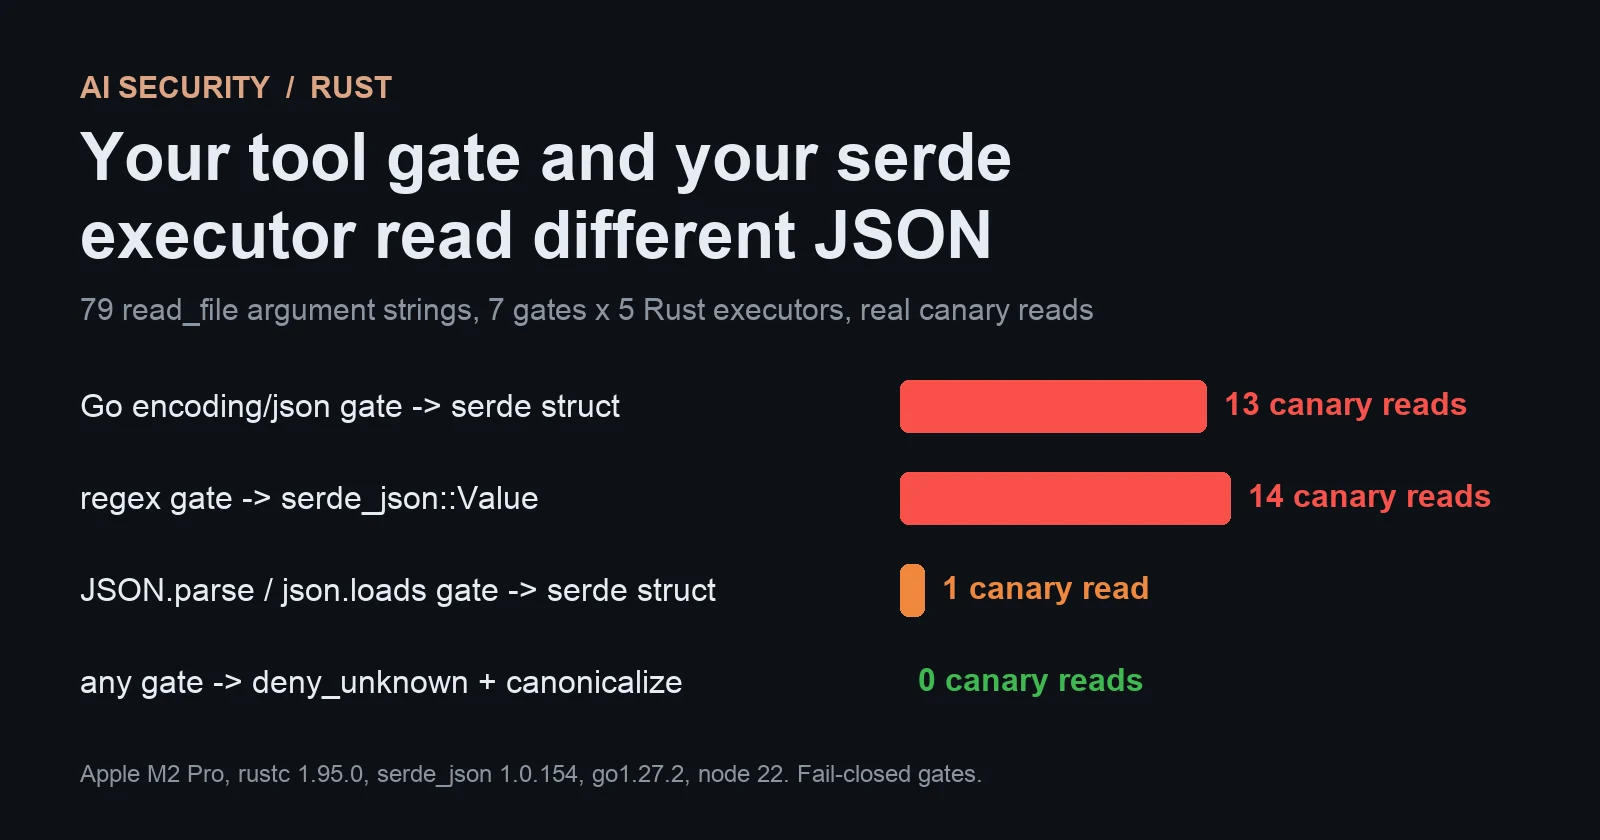 AI SECURITY / RUST
Your tool gate and your serde
executor read different JSON
79 read_file argument strings, 7 gates x 5 Rust executors, real canary reads
Go encoding/json gate -> serde struct
13 canary reads
regex gate -> serde_json::Value
14 canary reads
JSON.parse / json.loads gate -> serde struct
1 canary read
any gate -> deny_unknown + canonicalize
0 canary reads
Apple M2 Pro, rustc 1.95.0, serde_json 1.0.154, go1.27.2, node 22. Fail-closed gates.